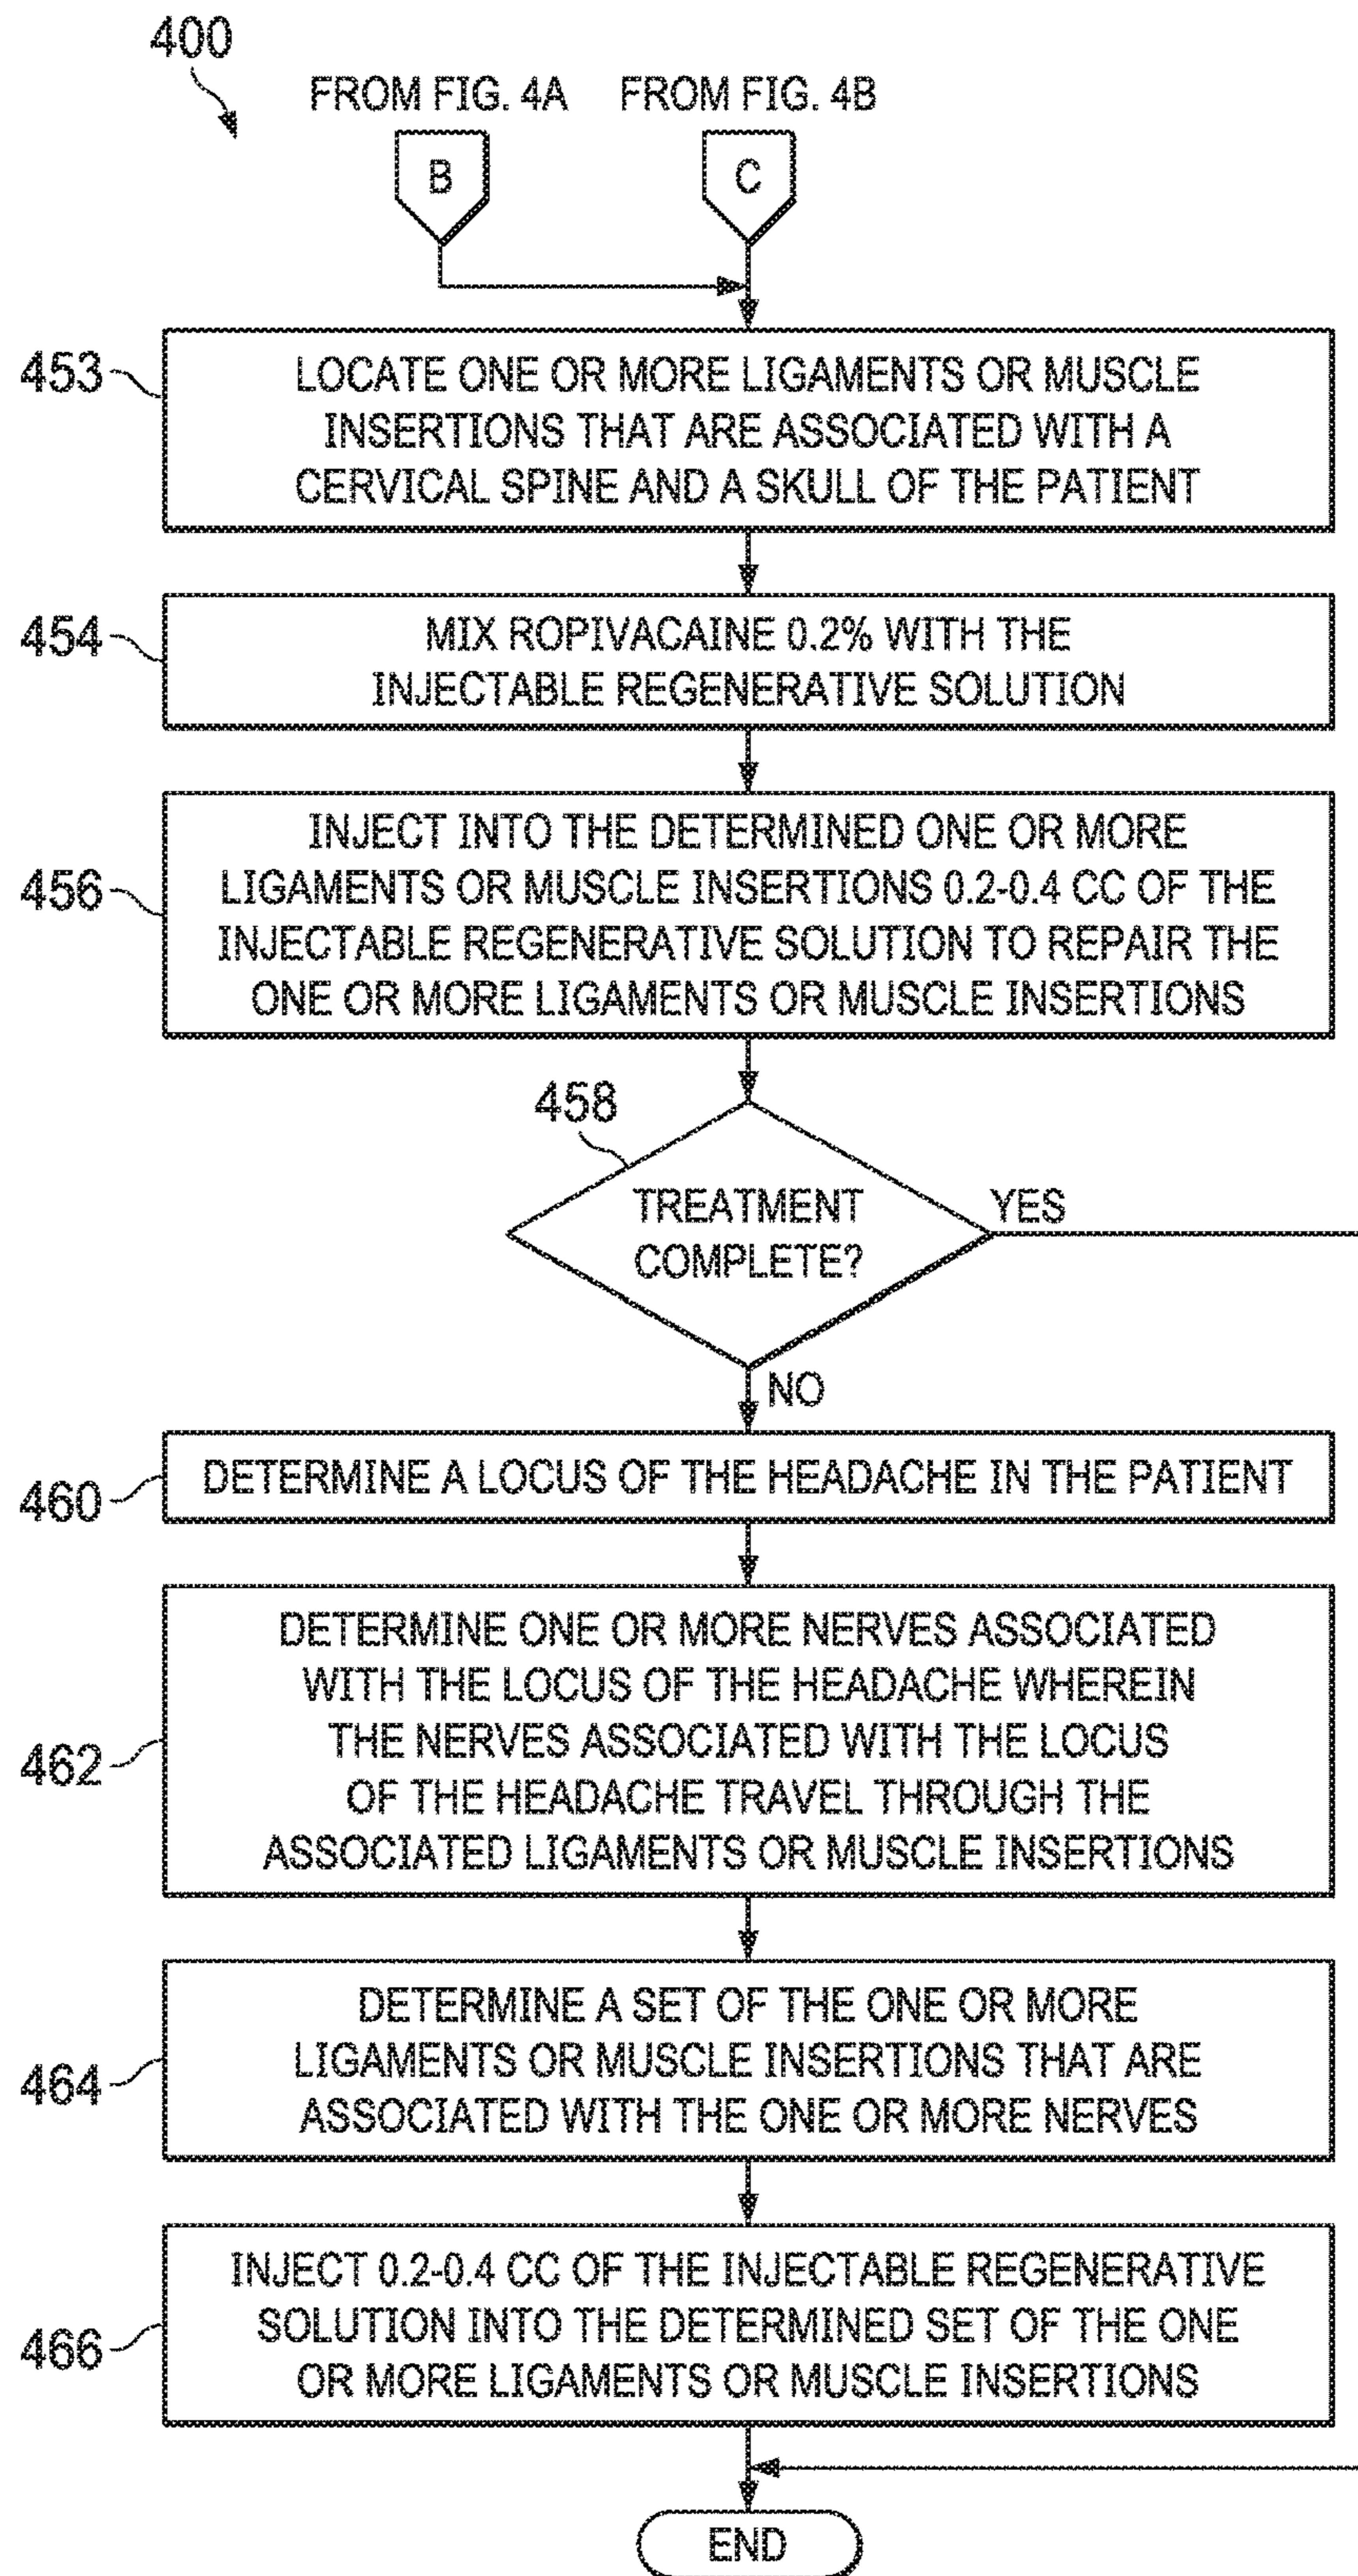 400
FROM FIG. 4A
FROM FIG. 4B
B
C
453
LOCATE ONE OR MORE LIGAMENTS OR MUSCLE
INSERTIONS THAT ARE ASSOCIATED WITH A
CERVICAL SPINE AND A SKULL OF THE PATIENT
454
MIX ROPIVACAINE 0.2% WITH THE
INJECTABLE REGENERATIVE SOLUTION
456
INJECT INTO THE DETERMINED ONE OR MORE
LIGAMENTS OR MUSCLE INSERTIONS 0.2-0.4 CC OF THE
INJECTABLE REGENERATIVE SOLUTION TO REPAIR THE
ONE OR MORE LIGAMENTS OR MUSCLE INSERTIONS
458
TREATMENT
COMPLETE?
YES
NO
460
DETERMINE A LOCUS OF THE HEADACHE IN THE PATIENT
462
DETERMINE ONE OR MORE NERVES ASSOCIATED
WITH THE LOCUS OF THE HEADACHE WHEREIN
THE NERVES ASSOCIATED WITH THE LOCUS
OF THE HEADACHE TRAVEL THROUGH THE
ASSOCIATED LIGAMENTS OR MUSCLE INSERTIONS
464
DETERMINE A SET OF THE ONE OR MORE
LIGAMENTS OR MUSCLE INSERTIONS THAT ARE
ASSOCIATED WITH THE ONE OR MORE NERVES
466
INJECT 0.2-0.4 CC OF THE INJECTABLE REGENERATIVE
SOLUTION INTO THE DETERMINED SET OF THE ONE
OR MORE LIGAMENTS OR MUSCLE INSERTIONS
END